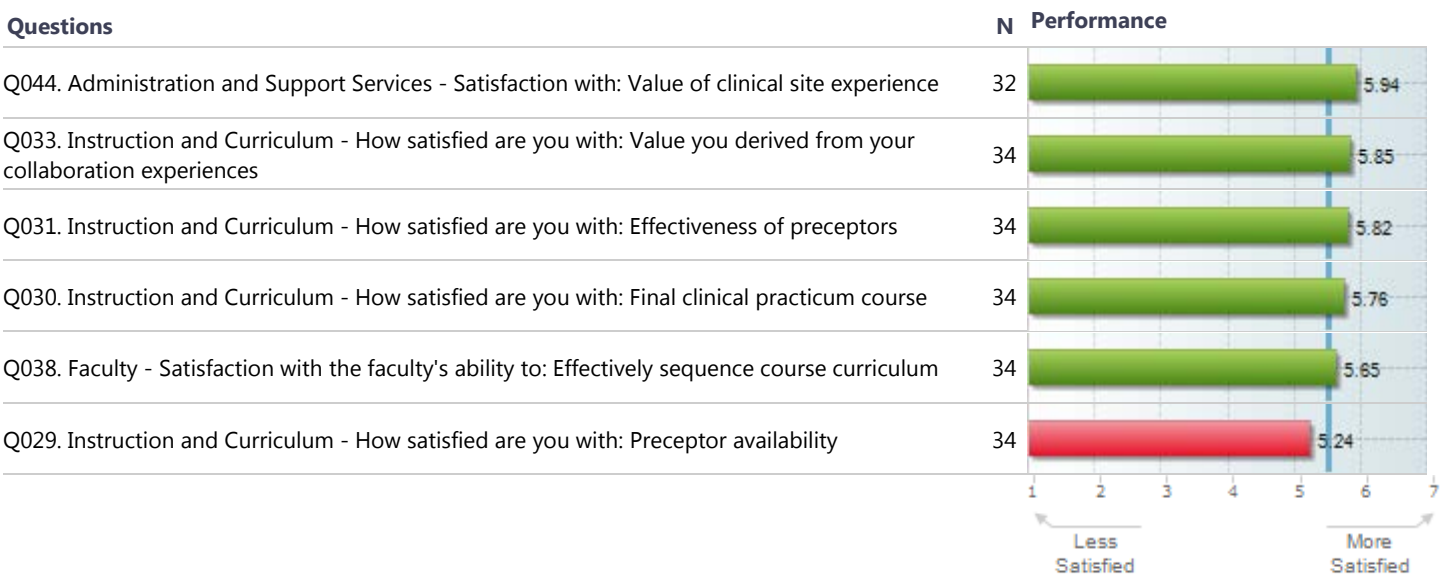 Questions N Performance
Q044. Administration and Support Services - Satisfaction with: Value of clinical site experience 32 5.94
Q033. Instruction and Curriculum - How satisfied are you with: Value you derived from your
collaboration experiences 34 5.85
Q031. Instruction and Curriculum - How satisfied are you with: Effectiveness of preceptors 34 5.82
Q030. Instruction and Curriculum - How satisfied are you with: Final clinical practicum course 34 5.76
Q038. Faculty - Satisfaction with the faculty's ability to: Effectively sequence course curriculum 34 5.65
Q029. Instruction and Curriculum - How satisfied are you with: Preceptor availability 34 5.24
1 2 3 4 5 6 7
Less More
Satisfied Satisfied